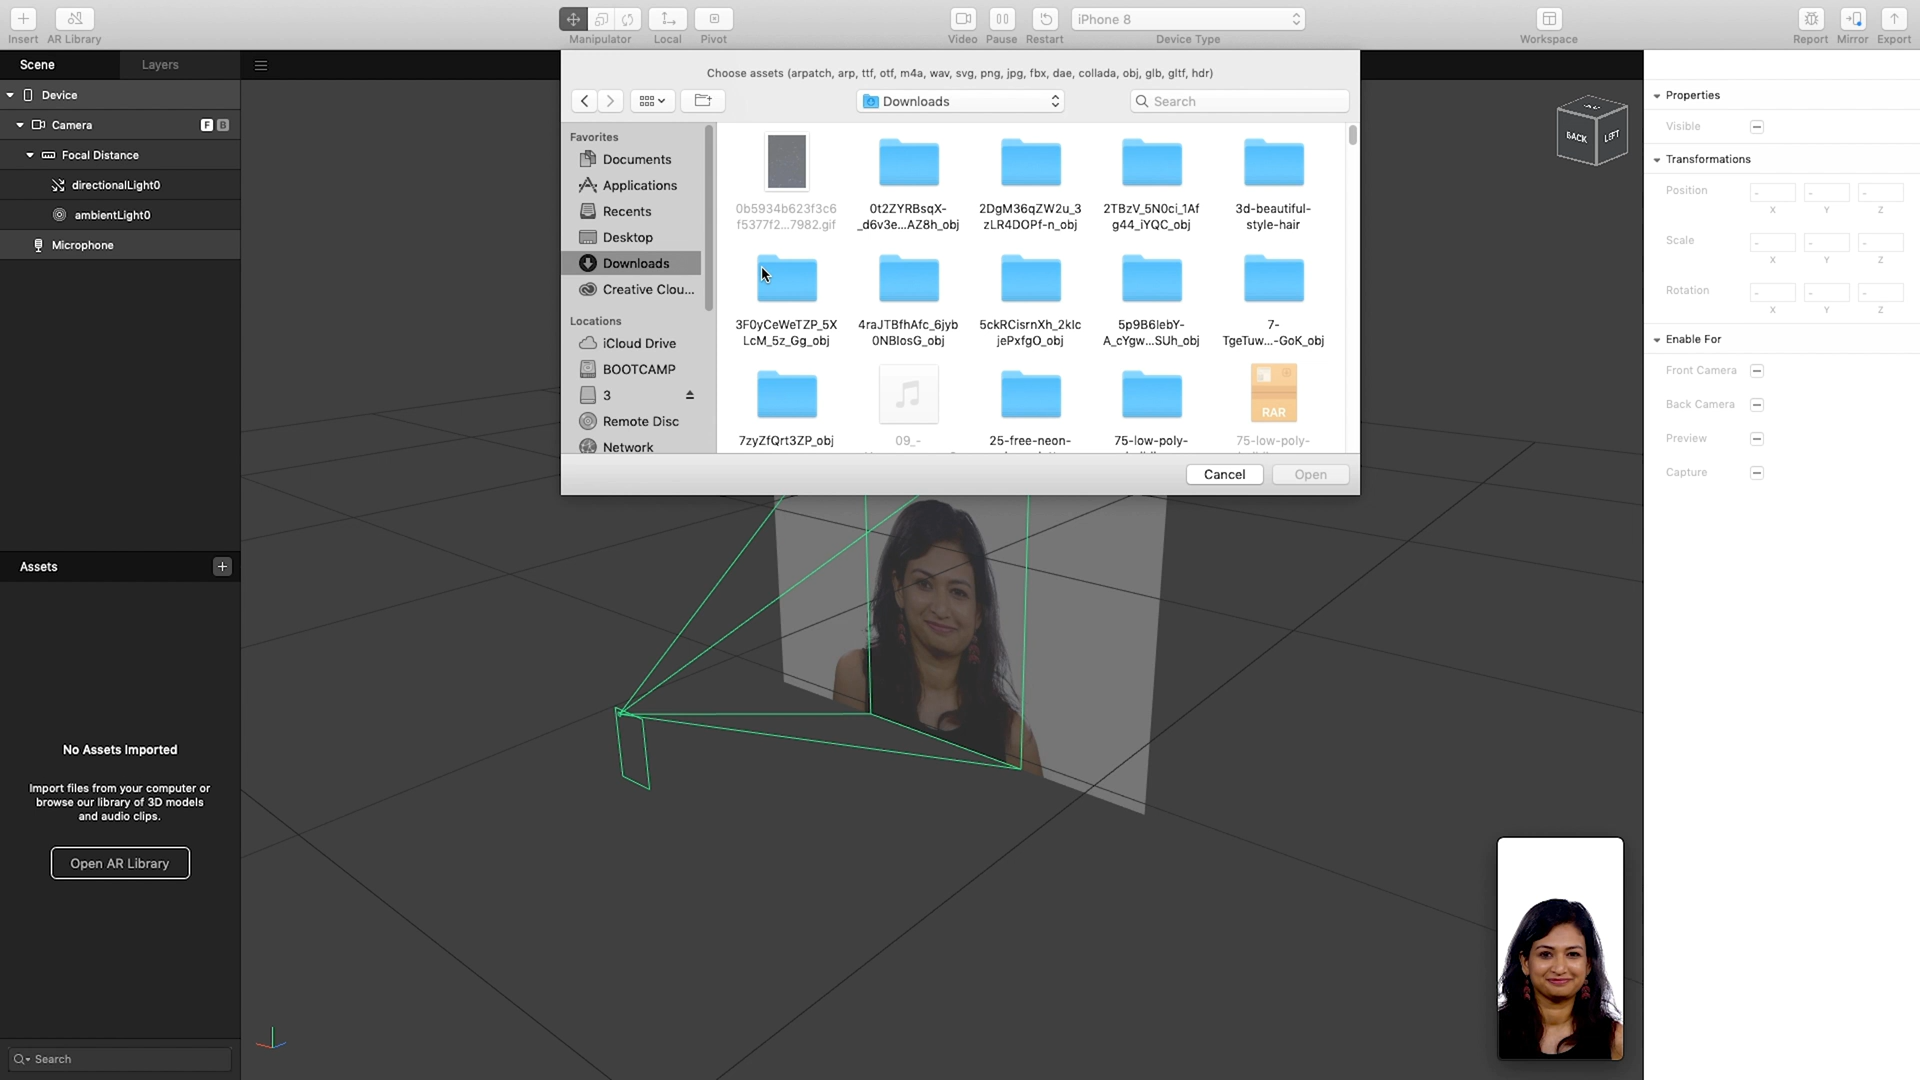 Insert
AR Library
Manipulator
Local
Pivot
Video
Pause
Restart
iPhone 8
Device Type
Workspace
Report
Mirror
Export
Scene
Layers
Device
Camera
F
B
Focal Distance
directionalLight0
ambientLight0
Microphone
Assets
No Assets Imported
Import files from your computer or
browse our library of 3D models
and audio clips.
Open AR Library
Search
Choose assets (arpatch, arp, ttf, otf, m4a, wav, svg, png, jpg, fbx, dae, collada, obj, glb, gltf, hdr)
Downloads
Search
Favorites
Documents
Applications
Recents
Desktop
Downloads
Creative Clou...
Locations
iCloud Drive
BOOTCAMP
3
Remote Disc
Network
0b5934b623f3c6
f5377f2...7982.gif
0t2ZYRBsqX-
_d6v3e...AZ8h_obj
2DgM36qZW2u_3
zLR4DOPf-n_obj
2TBzV_5N0ci_1Af
g44_iYQC_obj
3d-beautiful-
style-hair
3F0yCeWeTZP_5X
LcM_5z_Gg_obj
4raJTBfhAfc_6jyb
0NBlosG_obj
5ckRCisrnXh_2klc
jePxfgO_obj
5p9B6lebY-
A_cYgw...SUh_obj
7-
TgeTuw...-GoK_obj
7zyZfQrt3ZP_obj
09_-
25-free-neon-
75-low-poly-
RAR
75-low-poly-
Cancel
Open
BACK
LEFT
Properties
Visible
Transformations
Position
- - -
X Y Z
Scale
- - -
X Y Z
Rotation
- - -
X Y Z
Enable For
Front Camera
Back Camera
Preview
Capture